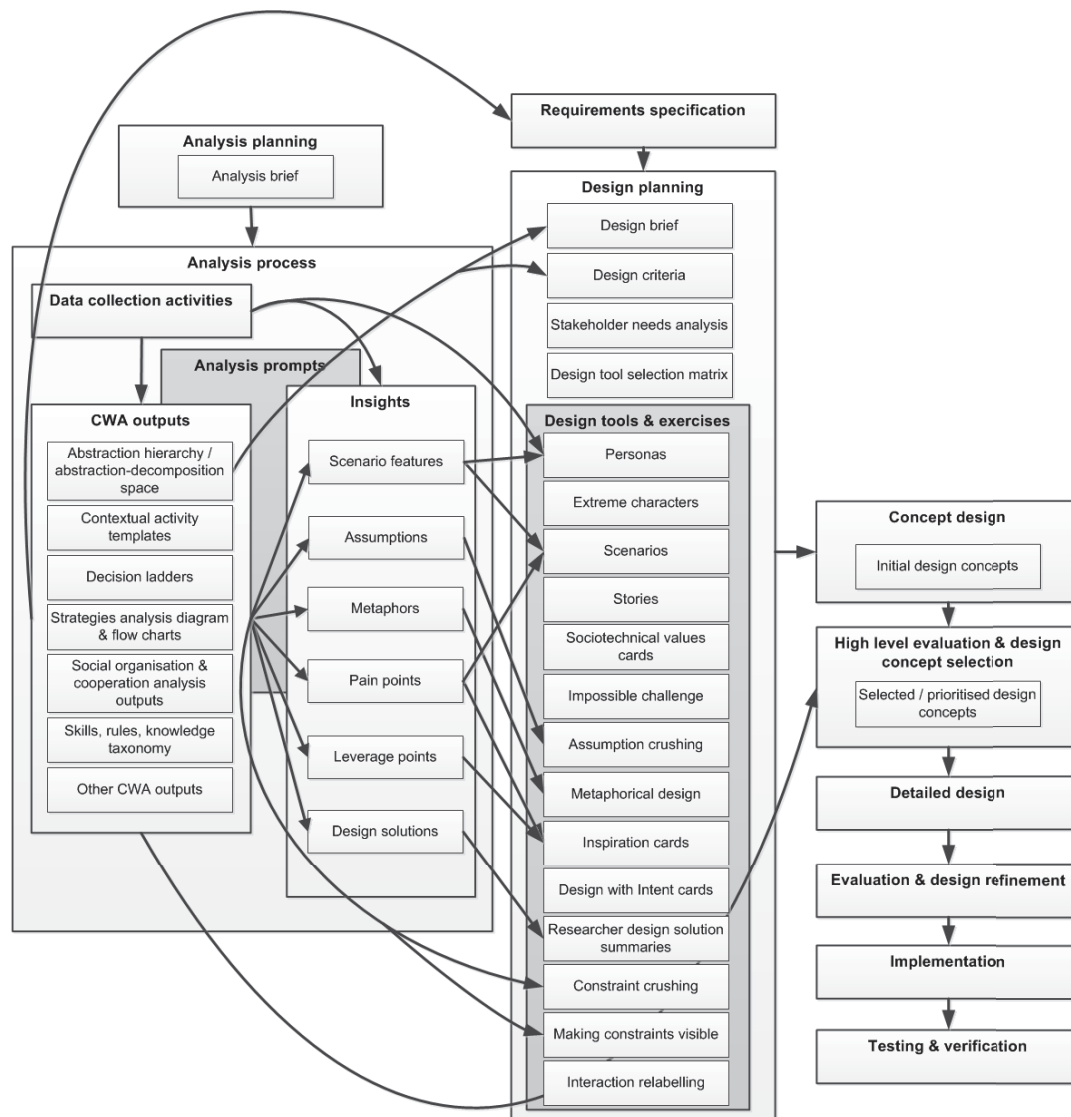 Requirements specification
Analysis planning
Analysis brief
Design planning
Design brief
Design criteria
Stakeholder needs analysis
Design tool selection matrix
Analysis process
Data collection activities
Analysis prompts
CWA outputs
Abstraction hierarchy /
abstraction-decomposition
space
Contextual activity
templates
Decision ladders
Strategies analysis diagram
& flow charts
Social organisation &
cooperation analysis
outputs
Skills, rules, knowledge
taxonomy
Other CWA outputs
Insights
Scenario features
Assumptions
Metaphors
Pain points
Leverage points
Design solutions
Design tools & exercises
Personas
Extreme characters
Scenarios
Stories
Sociotechnical values
cards
Impossible challenge
Assumption crushing
Metaphorical design
Inspiration cards
Design with Intent cards
Researcher design solution
summaries
Constraint crushing
Making constraints visible
Interaction relabelling
Concept design
Initial design concepts
High level evaluation & design
concept selection
Selected / prioritised design
concepts
Detailed design
Evaluation & design refinement
Implementation
Testing & verification